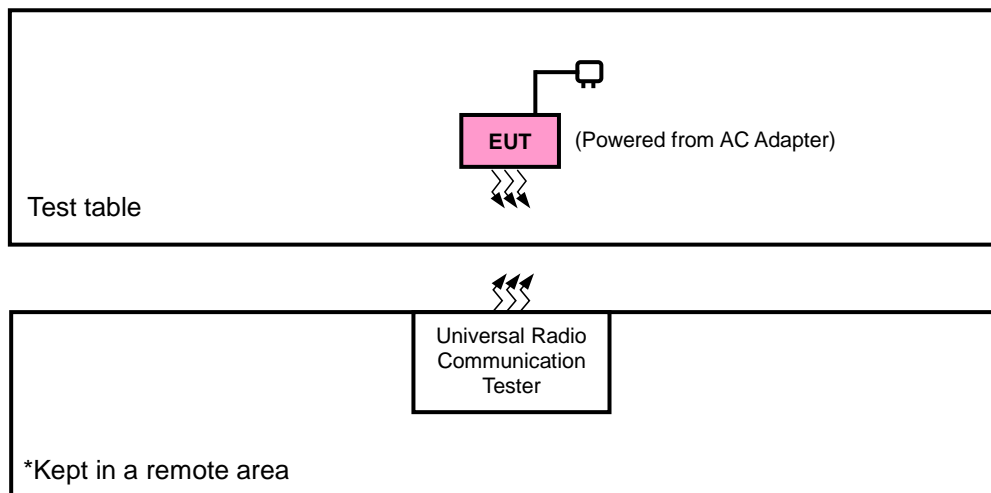 EUT
(Powered from AC Adapter)
Test table
Universal Radio
Communication
Tester
*Kept in a remote area